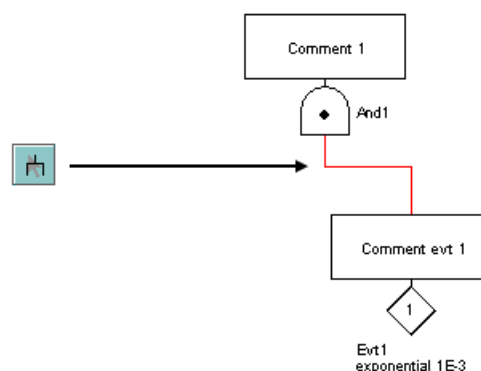 Comment 1
And1
Comment evt 1
1
Evt1
exponential 1E-3